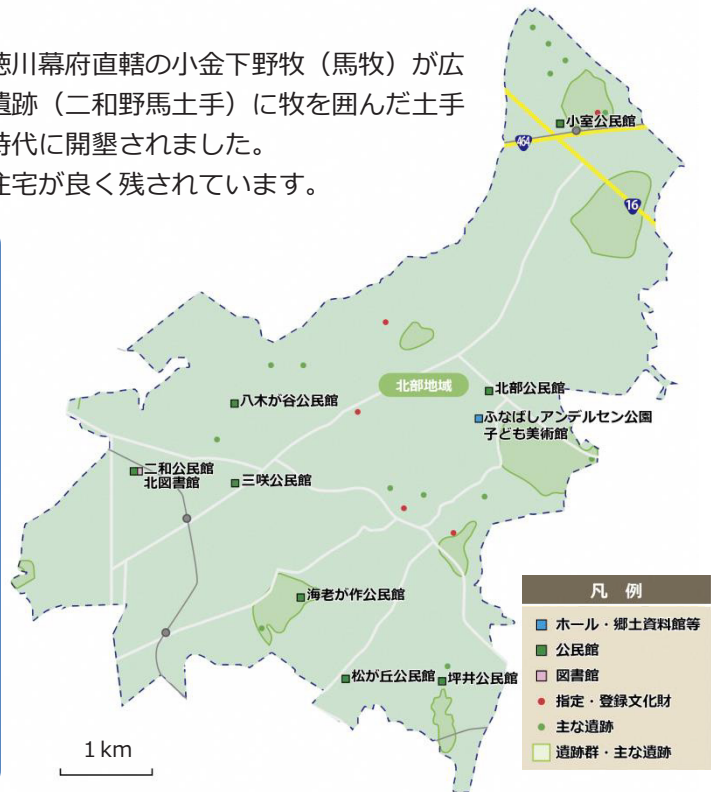 徳川幕府直轄の小金下野牧（馬牧）が広
遺跡（二和野馬土手）に牧を囲んだ土手
時代に開墾されました。
住宅が良く残されています。
小室公民館
464
16
北部地域
北部公民館
八木が谷公民館
ふなばしアンデルセン公園
子ども美術館
二和公民館
北図書館
三咲公民館
海老が作公民館
松が丘公民館
坪井公民館
1km
凡 例
ホール・郷土資料館等
公民館
図書館
指定・登録文化財
主な遺跡
遺跡群・主な遺跡